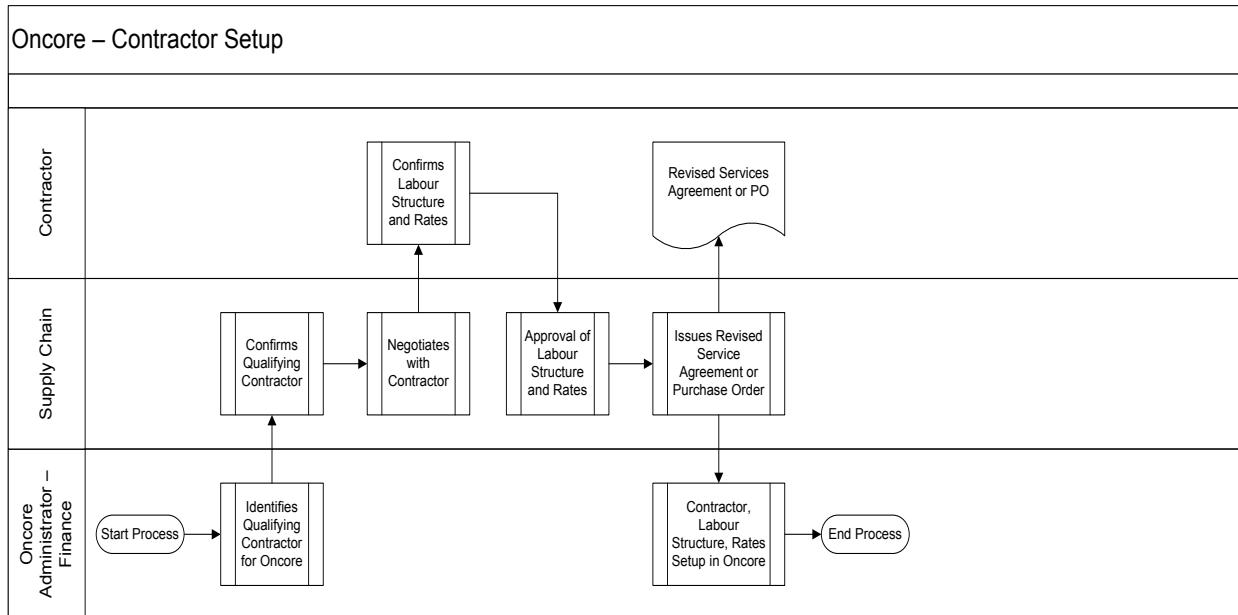 Oncore – Contractor Setup
Contractor
Confirms
Labour
Structure
and Rates
Revised Services
Agreement or PO
Supply Chain
Confirms
Qualifying
Contractor
Negotiates
with
Contractor
Approval of
Labour
Structure
and Rates
Issues Revised
Service
Agreement or
Purchase Order
Oncore
Administrator –
Finance
Start Process
Identifies
Qualifying
Contractor
for Oncore
Contractor,
Labour
Structure, Rates
Setup in Oncore
End Process